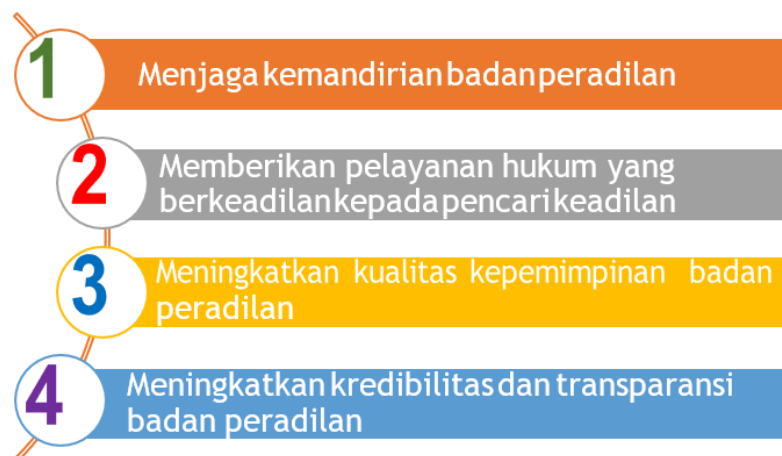 1
Menjaga kemandirian badan peradilan
2
Memberikan pelayanan hukum yang
berkeadilan kepada pencari keadilan
3
Meningkatkan kualitas kepemimpinan badan
peradilan
4
Meningkatkan kredibilitas dan transparansi
badan peradilan